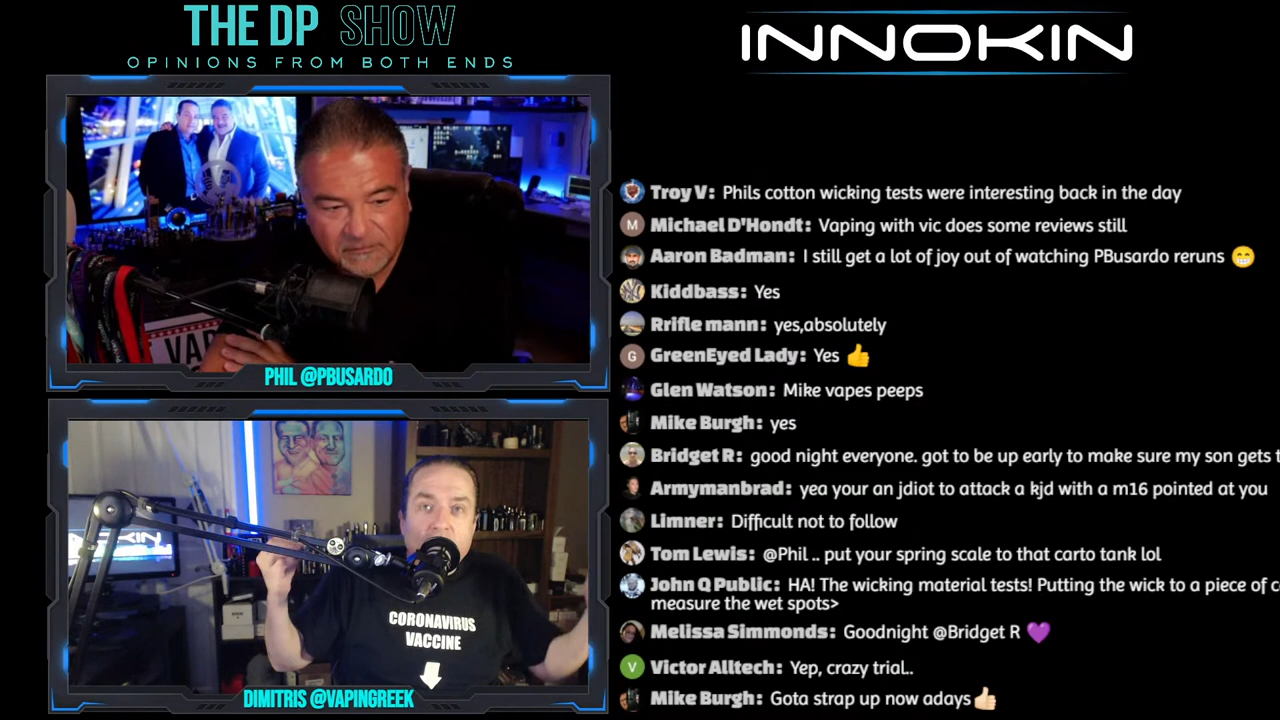 THE DP SHOW
OPINIONS FROM BOTH ENDS
INNOKIN
PHIL @PBUSARDO
CORONAVIRUS
VACCINE
DIMITRIS @VAPINGREEK
Troy V: Phils cotton wicking tests were interesting back in the day
M Michael D'Hondt: Vaping with vic does some reviews still
Aaron Badman: I still get a lot of joy out of watching PBusardo reruns 😁
Kiddbass: Yes
Rrifle mann: yes,absolutely
G GreenEyed Lady: Yes 👍
Glen Watson: Mike vapes peeps
Mike Burgh: yes
Bridget R: good night everyone. got to be up early to make sure my son gets
Armymanbrad: yea your an jdiot to attack a kjd with a m16 pointed at you
Limner: Difficult not to follow
Tom Lewis: @Phil .. put your spring scale to that carto tank lol
John Q Public: HA! The wicking material tests! Putting the wick to a piece of
measure the wet spots>
Melissa Simmonds: Goodnight @Bridget R 💜
V Victor Alltech: Yep, crazy trial..
Mike Burgh: Gota strap up now adays👍🏻